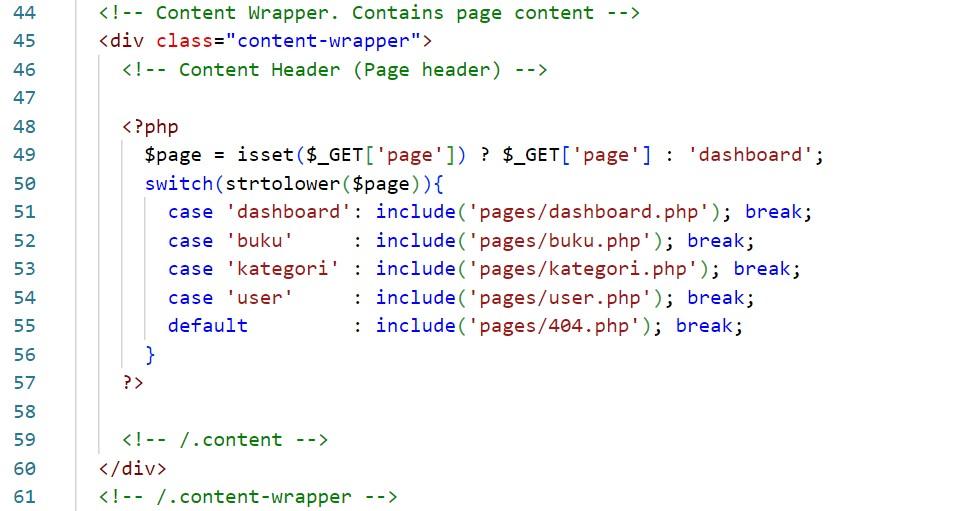 44 <!-- Content Wrapper. Contains page content -->
45 <div class="content-wrapper">
46 <!-- Content Header (Page header) -->
47
48 <?php
49 $page = isset($_GET['page']) ? $_GET['page'] : 'dashboard';
50 switch(strtolower($page)){
51 case 'dashboard': include('pages/dashboard.php'); break;
52 case 'buku' : include('pages/buku.php'); break;
53 case 'kategori' : include('pages/kategori.php'); break;
54 case 'user' : include('pages/user.php'); break;
55 default : include('pages/404.php'); break;
56 }
57 ?>
58
59 <!-- /.content -->
60 </div>
61 <!-- /.content-wrapper -->